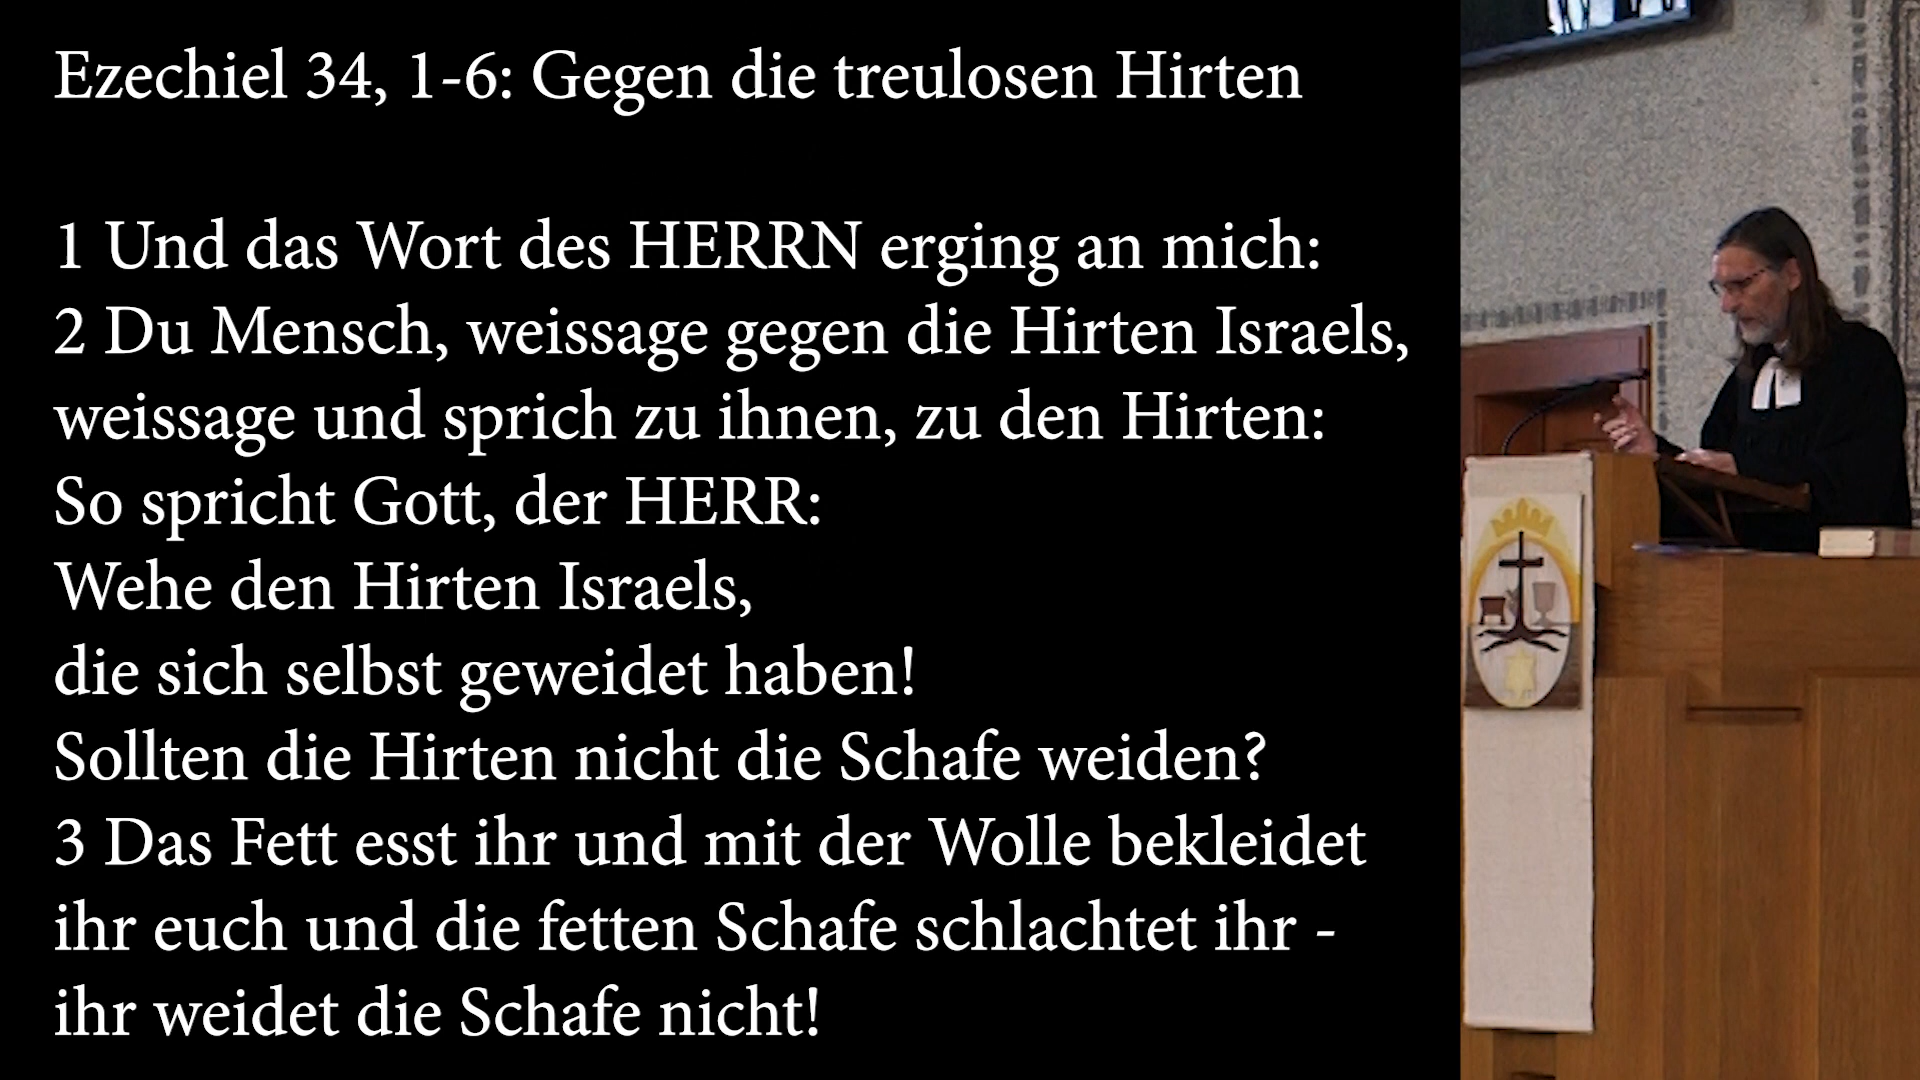 Ezechiel 34, 1-6: Gegen die treulosen Hirten
1 Und das Wort des HERRN erging an mich:
2 Du Mensch, weissage gegen die Hirten Israels,
weissage und sprich zu ihnen, zu den Hirten:
So spricht Gott, der HERR:
Wehe den Hirten Israels,
die sich selbst geweidet haben!
Sollten die Hirten nicht die Schafe weiden?
3 Das Fett esst ihr und mit der Wolle bekleidet
ihr euch und die fetten Schafe schlachtet ihr -
ihr weidet die Schafe nicht!